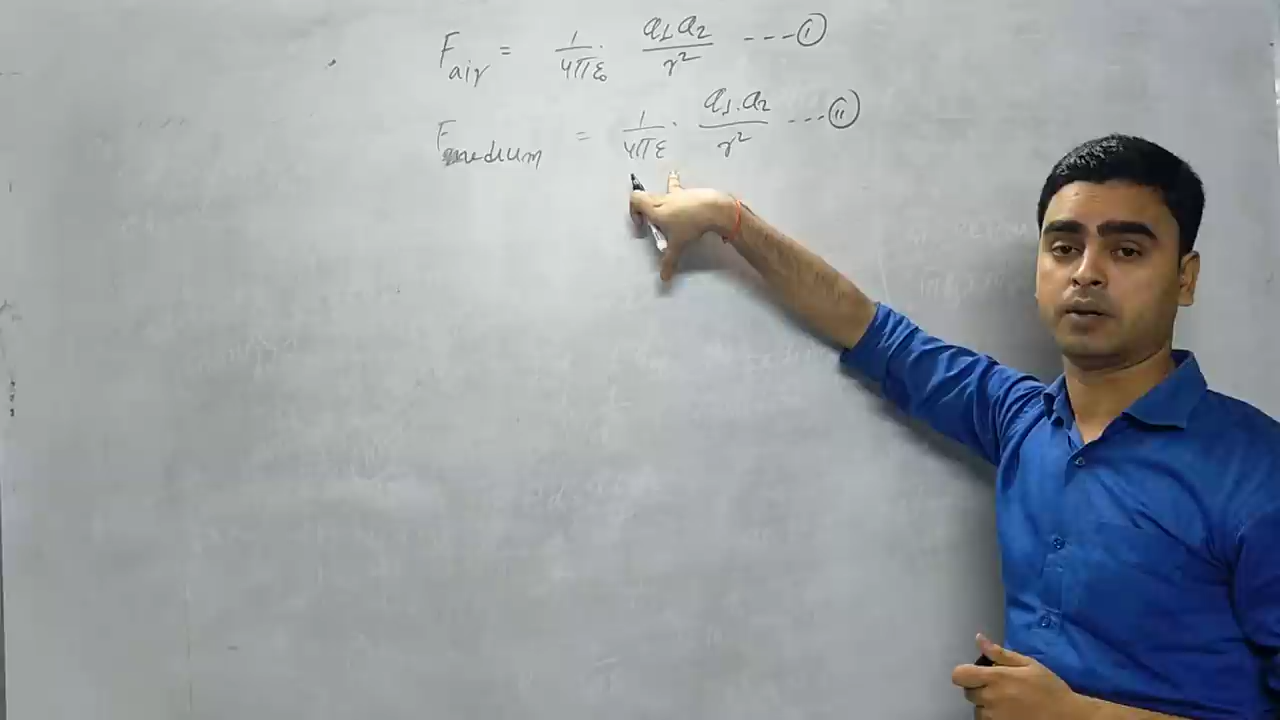 F_air = 1/4πε₀ · Q₁Q₂/r² ---- (i)
F_medium = 1/4πε · Q₁.Q₂/r² ---- (ii)